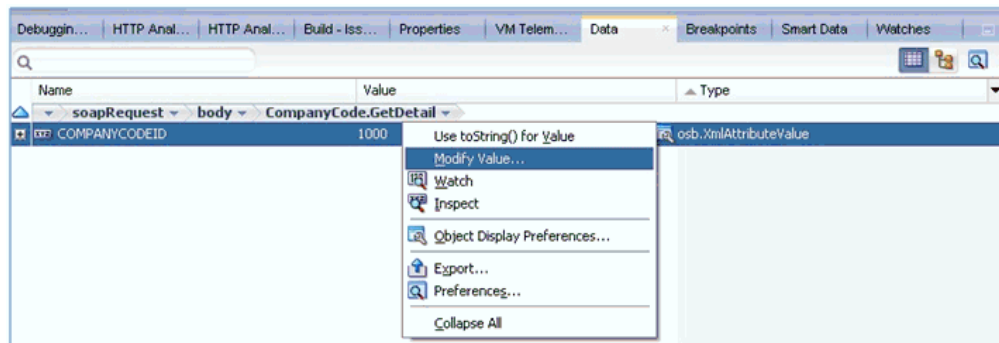 Debuggin... HTTP Anal... HTTP Anal... Build - Iss... Properties VM Telem... Data Breakpoints Smart Data Watches
Name Value Type
soapRequest body CompanyCode.GetDetail
COMPANYCODEID 1000 osb.XmlAttributeValue
Use toString() for Value
Modify Value...
Watch
Inspect
Object Display Preferences...
Export...
Preferences...
Collapse All